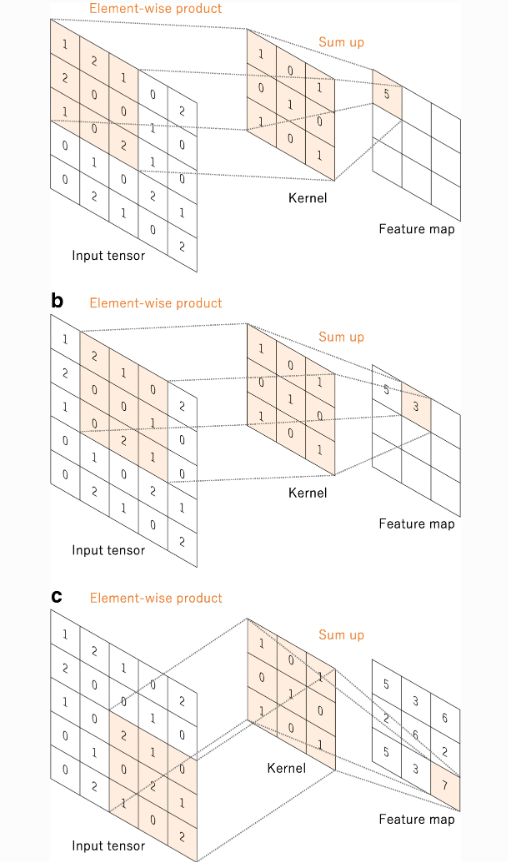 Element-wise product
Sum up
1 2 1 0 2
2 0 0 1 0
1 0 2 1 0
0 1 0 2 1
0 2 1 0 2
1 0 1
0 1 0
1 0 1
5
Kernel
Feature map
Input tensor
b
Element-wise product
Sum up
1 2 1 0 2
2 0 0 1 0
1 0 2 1 0
0 1 0 2 1
0 2 1 0 2
1 0 1
0 1 0
1 0 1
5 3
Kernel
Feature map
Input tensor
c
Element-wise product
Sum up
1 2 1 0 2
2 0 0 1 0
1 0 2 1 0
0 1 0 2 1
0 2 1 0 2
1 0 1
0 1 0
1 0 1
5 3 6
2 6 2
5 3 7
Kernel
Feature map
Input tensor